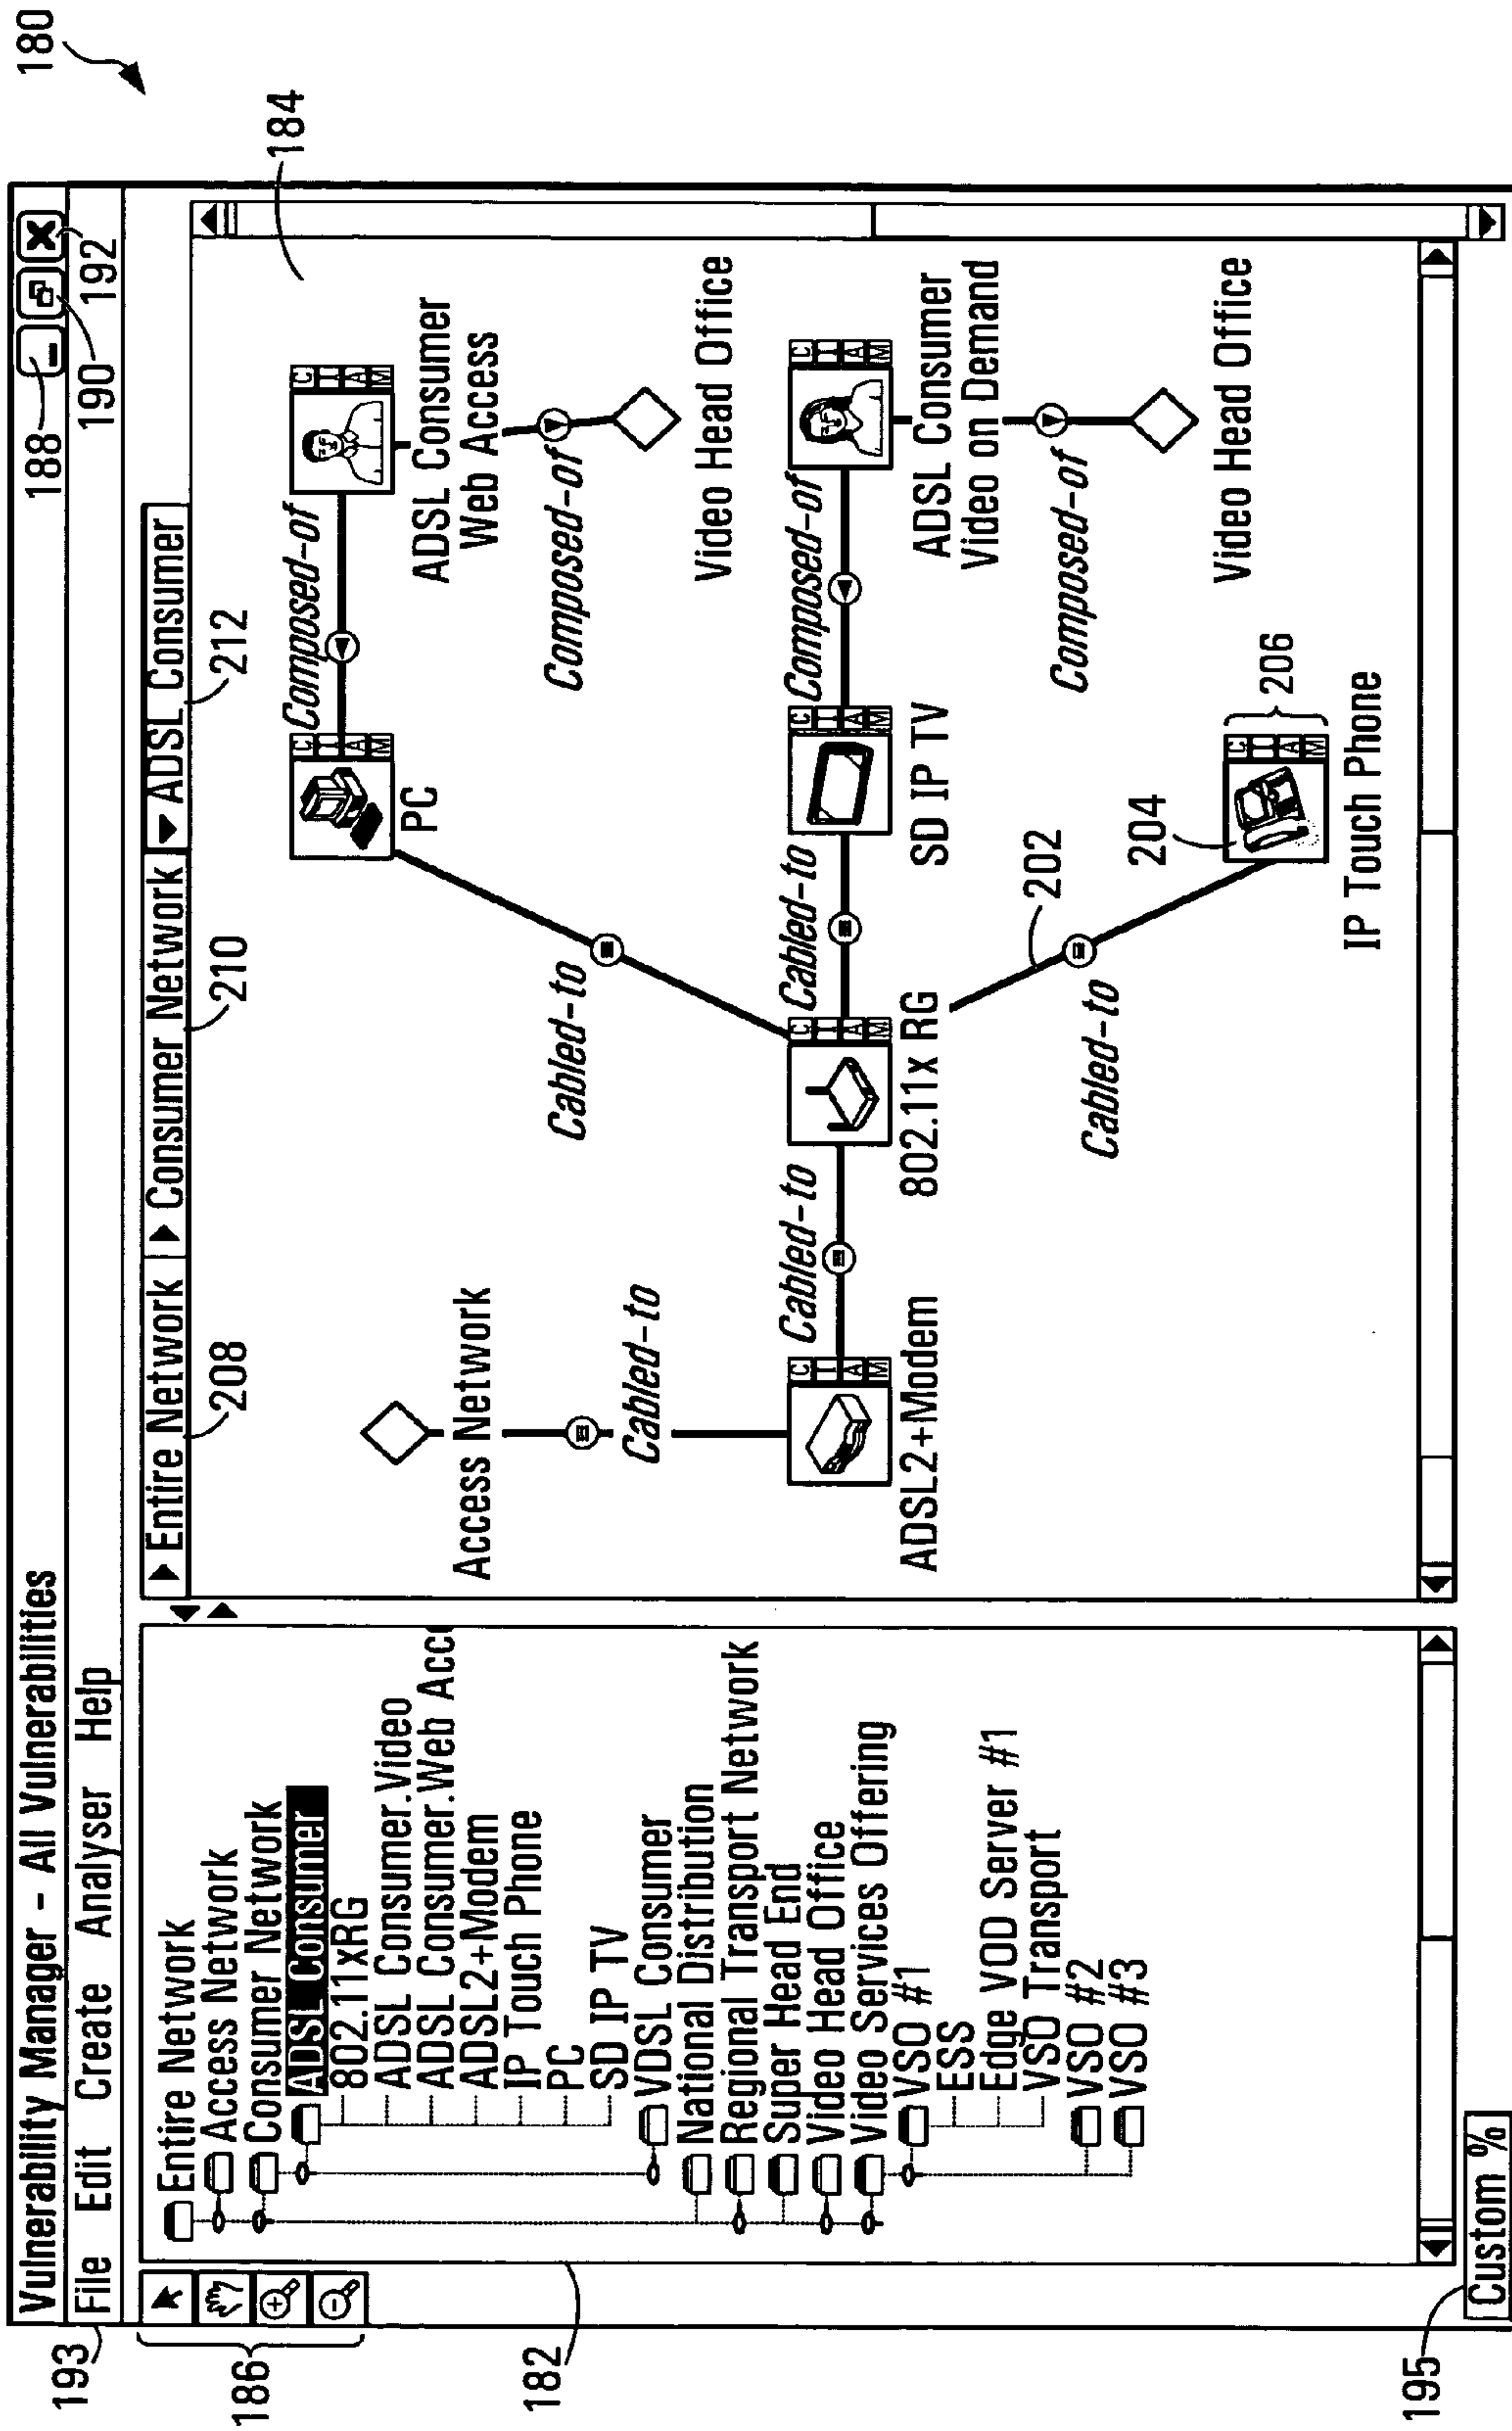 180
Vulnerability Manager - All Vulnerabilities
188
190
192
193
File Edit Create Analyser Help
186
182
184
Entire Network
Access Network
Consumer Network
ADSL Consumer
802.11xRG
ADSL Consumer.Video
ADSL Consumer.Web Acc
ADSL2+Modem
IP Touch Phone
PC
SD IP TV
VDSL Consumer
National Distribution
Regional Transport Network
Super Head End
Video Head Office
Video Services Offering
VSO #1
ESS
Edge VOD Server #1
VSO Transport
VSO #2
VSO #3
Entire Network
Consumer Network
ADSL Consumer
208
210
212
C
I
A
M
PC
Composed-of
C
I
A
M
ADSL Consumer
Web Access
Composed-of
Video Head Office
Access Network
Cabled-to
Cabled-to
C
I
A
M
ADSL2+Modem
Cabled-to
C
I
A
M
802.11x RG
Cabled-to
C
I
A
M
SD IP TV
Composed-of
C
I
A
M
ADSL Consumer
Video on Demand
Composed-of
Video Head Office
202
Cabled-to
204
C
I
A
M
206
IP Touch Phone
195
Custom %